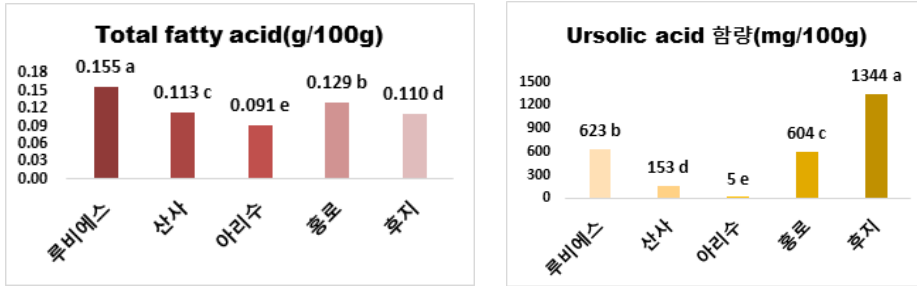 Total fatty acid(g/100g)
0.18
0.15
0.12
0.09
0.06
0.03
0.00
0.155 a
0.113 c
0.091 e
0.129 b
0.110 d
루비에스
산사
아리수
홍로
후지
Ursolic acid 함량(mg/100g)
1500
1200
900
600
300
0
623 b
153 d
5 e
604 c
1344 a
루비에스
산사
아리수
홍로
후지